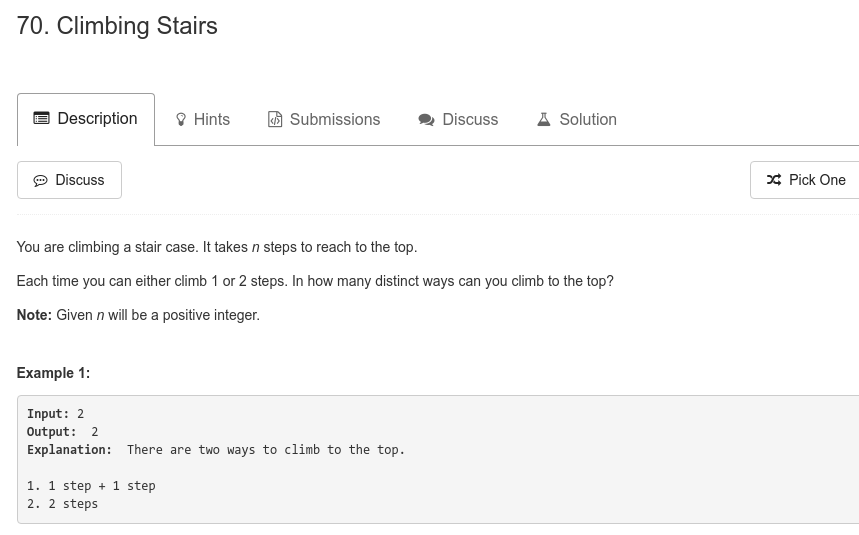 70. Climbing Stairs
Description Hints Submissions Discuss Solution
Discuss Pick One
You are climbing a stair case. It takes n steps to reach to the top.
Each time you can either climb 1 or 2 steps. In how many distinct ways can you climb to the top?
Note: Given n will be a positive integer.
Example 1:
Input: 2
Output:  2
Explanation:  There are two ways to climb to the top.
1. 1 step + 1 step
2. 2 steps